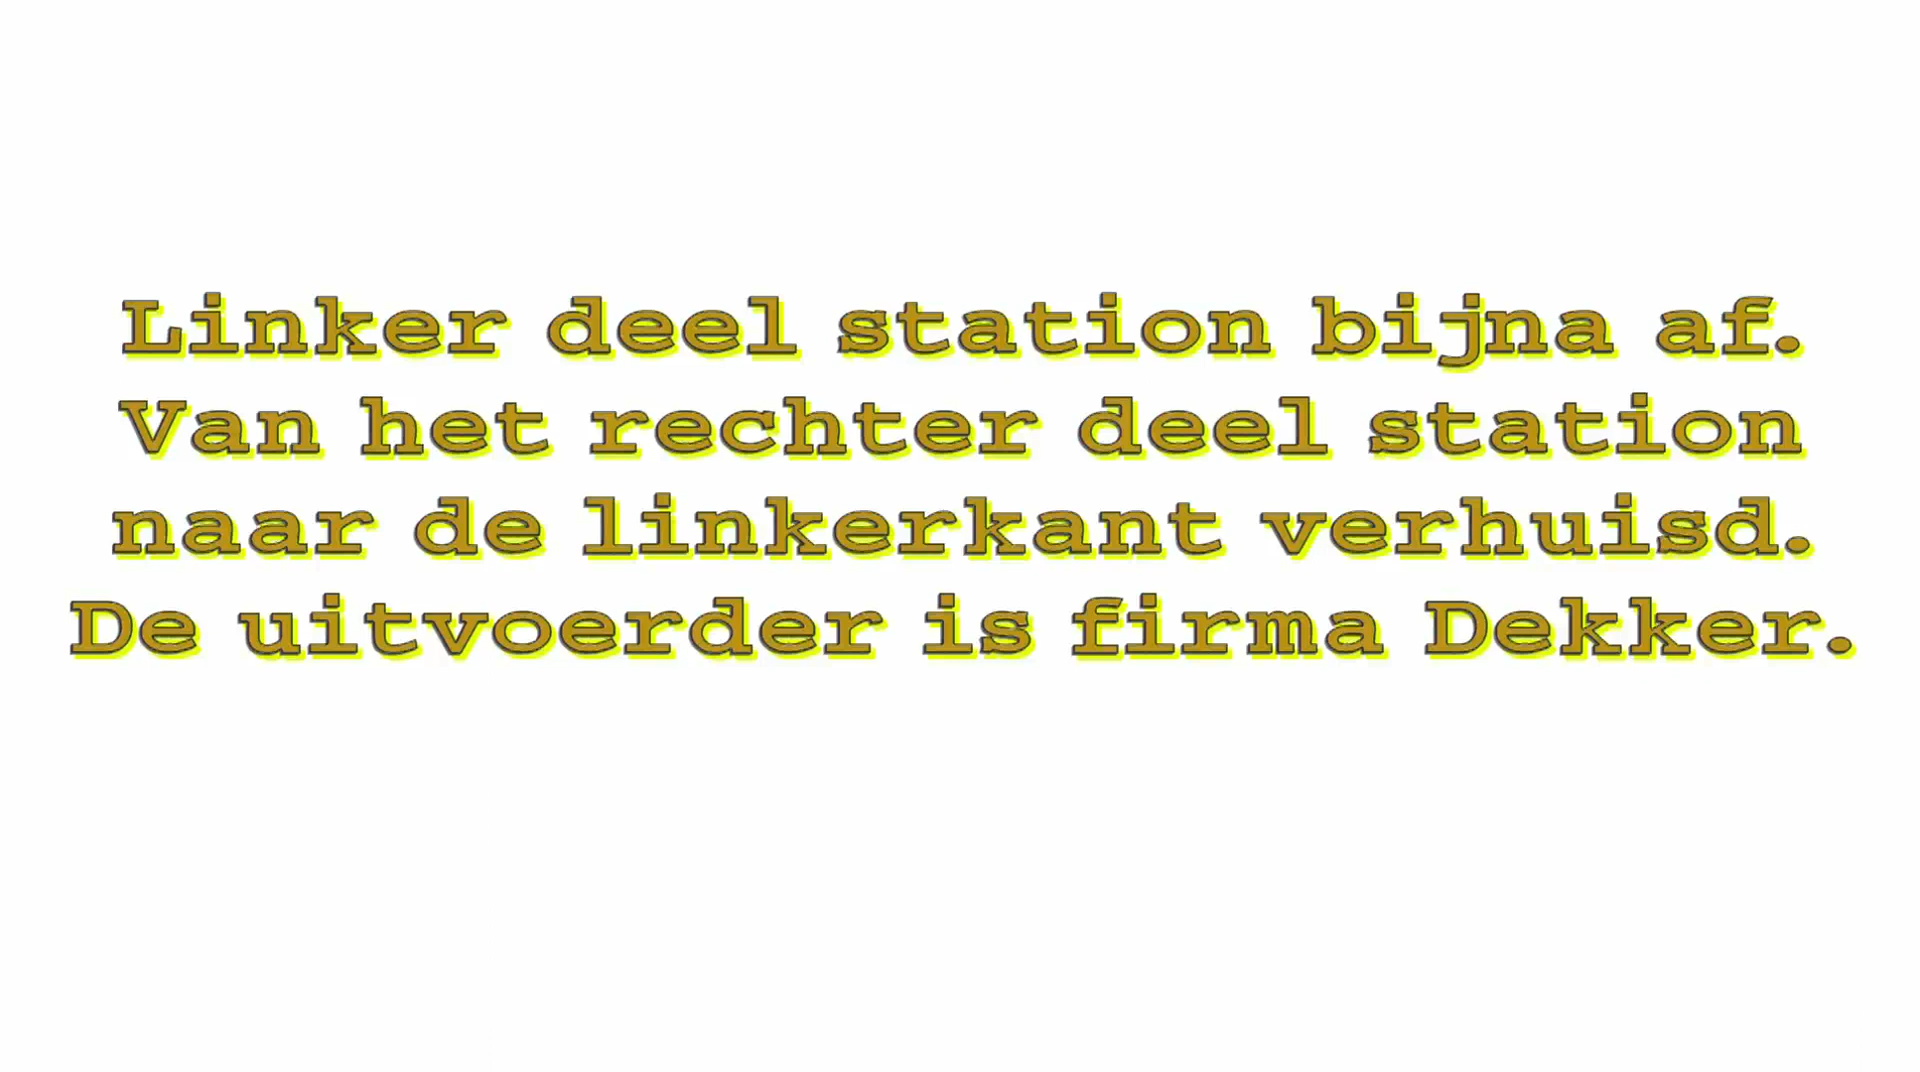 Linker deel station bijna af.
Van het rechter deel station
naar de linkerkant verhuisd.
De uitvoerder is firma Dekker.